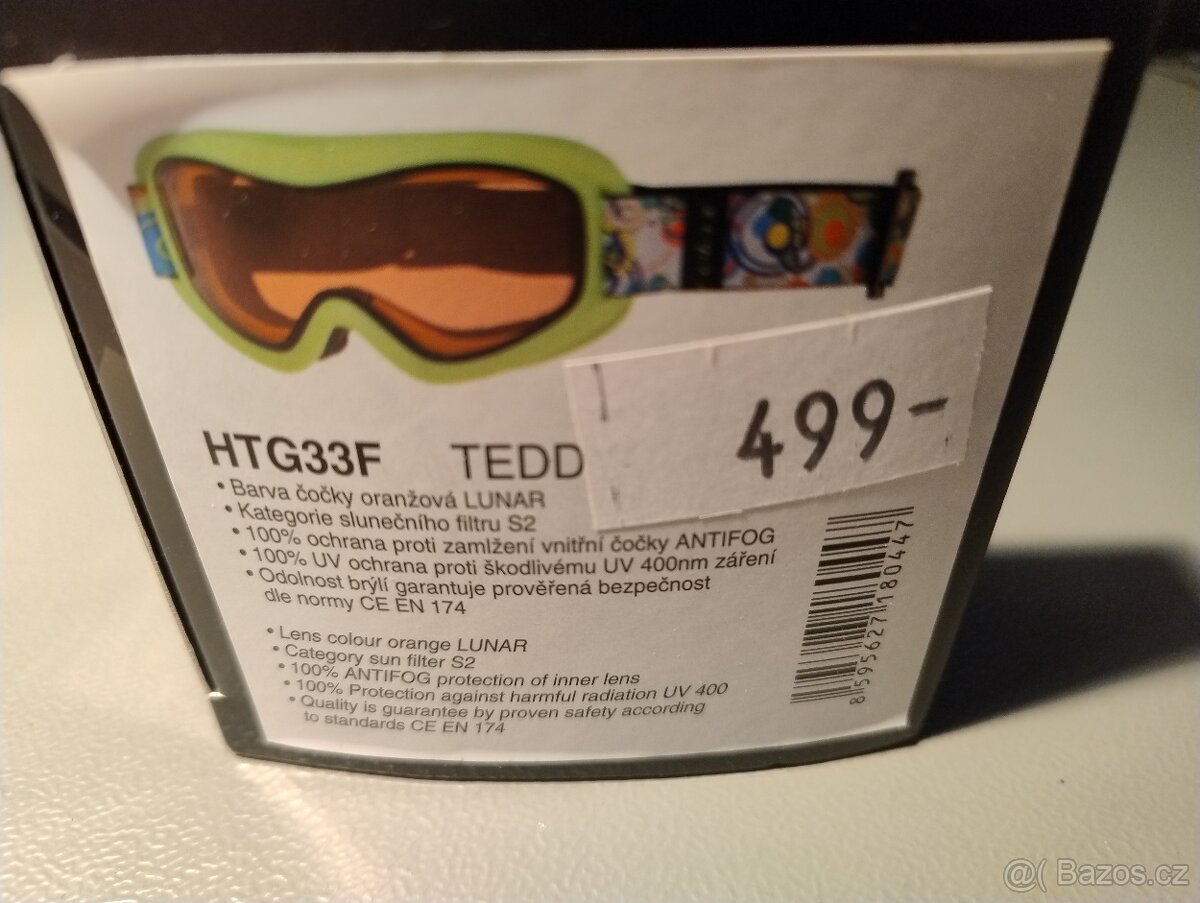 499-
HTG33F TEDD
• Barva čočky oranžová LUNAR
• Kategorie slunečního filtru S2
• 100% ochrana proti zamlžení vnitřní čočky ANTIFOG
• 100% UV ochrana proti škodlivému UV 400nm záření
• Odolnost brýlí garantuje prověřená bezpečnost
dle normy CE EN 174
• Lens colour orange LUNAR
• Category sun filter S2
• 100% ANTIFOG protection of inner lens
• 100% Protection against harmful radiation UV 400
• Quality is guarantee by proven safety according
to standards CE EN 174
8 595627 180447
@( Bazos.cz